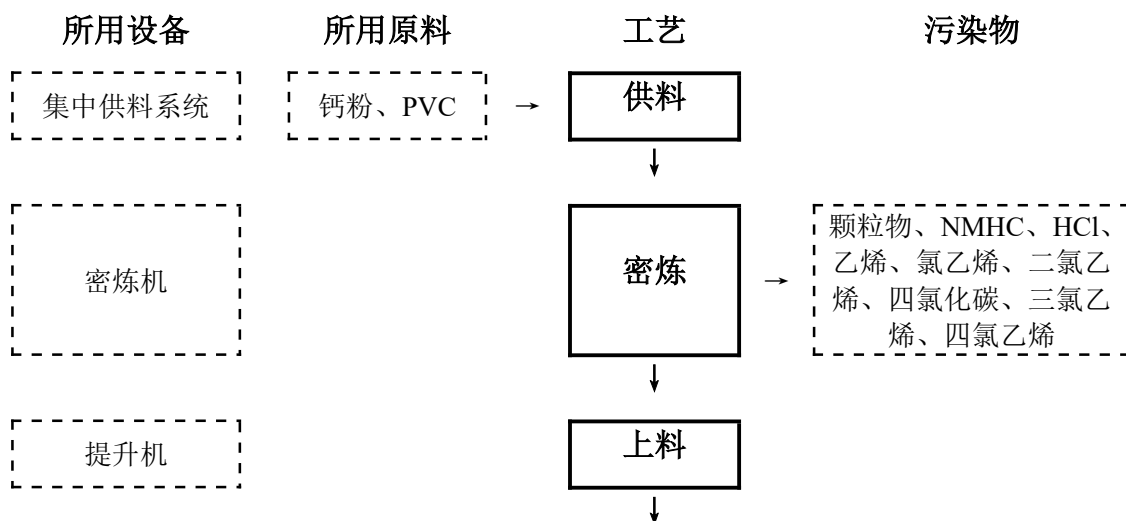 所用设备 所用原料 工艺 污染物
集中供料系统 钙粉、PVC → 供料
密炼机 密炼 →
颗粒物、NMHC、HCl、
乙烯、氯乙烯、二氯乙
烯、四氯化碳、三氯乙
烯、四氯乙烯
提升机 上料